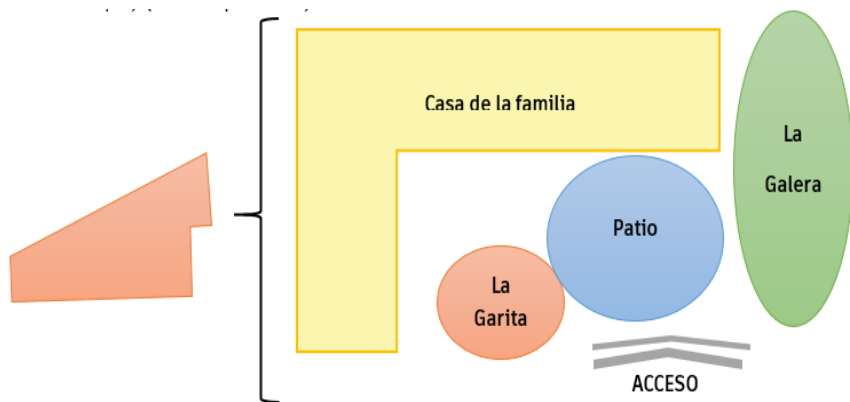 Casa de la familia
La
Galera
Patio
La
Garita
ACCESO